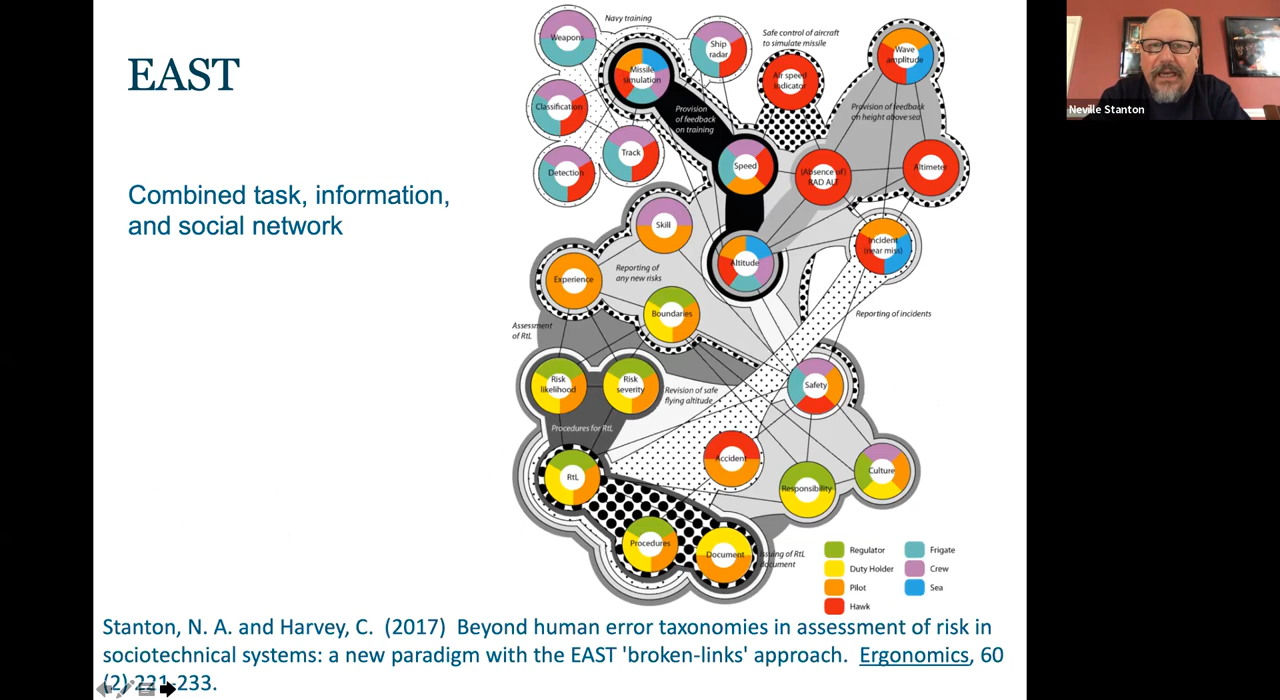 EAST
Combined task, information,
and social network
Navy training
Weapons
Missile
simulation
Ship
radar
Safe control of aircraft
to simulate missile
Air speed
indicator
Wave
amplitude
Classification
Provision
of feedback
on training
Provision of feedback
on height above sea
Track
Detection
Speed
(Absence of)
RAD ALT
Altimeter
Skill
Incident
(near miss)
Altitude
Experience
Reporting of
any new risks
Boundaries
Reporting of incidents
Assessment
of RtL
Risk
likelihood
Risk
severity
Revision of safe
flying altitude
Safety
Procedures for RtL
Accident
RtL
Culture
Responsibility
Procedures
Document
Issuing of RtL
document
Regulator
Duty Holder
Pilot
Hawk
Frigate
Crew
Sea
Stanton, N. A. and Harvey, C. (2017) Beyond human error taxonomies in assessment of risk in
sociotechnical systems: a new paradigm with the EAST 'broken-links' approach. Ergonomics, 60
(2) 221-233.
Neville Stanton